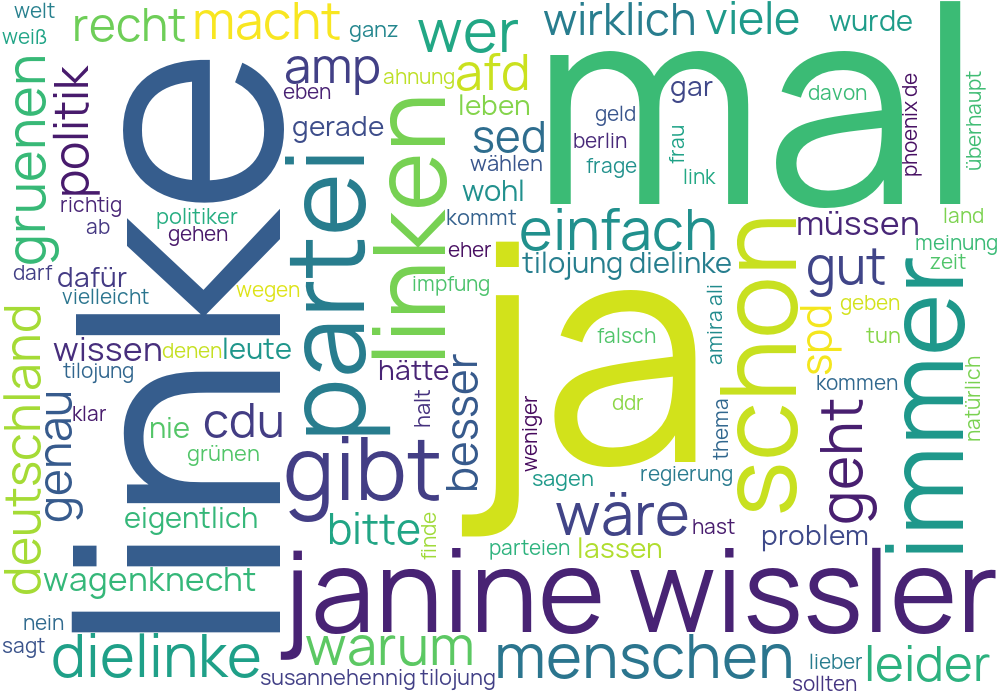 welt
weiß
recht
macht
ganz
wer
wirklich
viele
wurde
linke
mal
amp
ahnung
afd
eben
leben
gerade
gar
davon
phoenix de
überhaupt
geld
sed
berlin
frau
frage
link
wählen
wohl
gruenen
politik
richtig
ab
politiker
gehen
partei
linken
kommt
eher
einfach
müssen
land
meinung
zeit
darf
dafür
vielleicht
wegen
impfung
tilojung dielinke
gut
geben
tun
immer
schon
spd
amira ali
ja
falsch
ddr
deutschland
wissen
denen
leute
tilojung
hätte
halt
besser
weniger
kommen
natürlich
genau
klar
nie
cdu
grünen
gibt
sagen
regierung
thema
geht
eigentlich
bitte
finde
wäre
hast
problem
parteien
lassen
wagenknecht
janine wissler
nein
sagt
dielinke
warum
menschen
lieber
leider
susannehennig tilojung
sollten